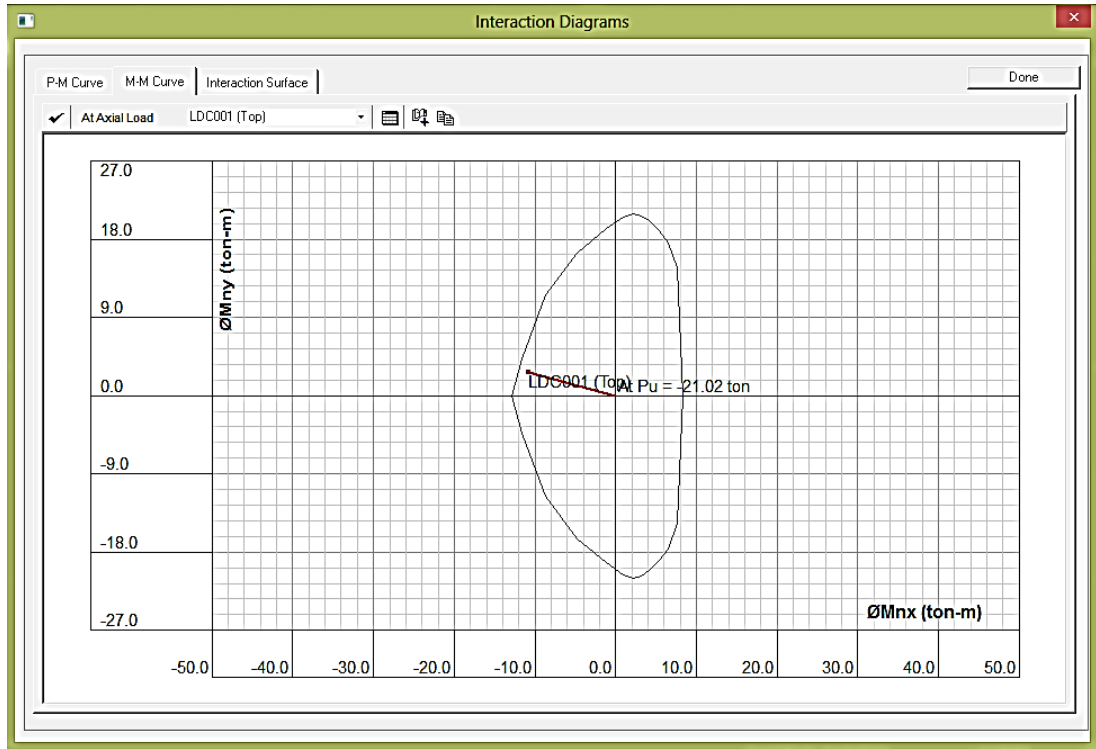 Interaction Diagrams
P-M Curve M-M Curve Interaction Surface Done
At Axial Load LDC001 (Top)
27.0
18.0
9.0
0.0
-9.0
-18.0
-27.0
ØMny (ton-m)
LDC001 (Top)
At Pu = -21.02 ton
ØMnx (ton-m)
-50.0 -40.0 -30.0 -20.0 -10.0 0.0 10.0 20.0 30.0 40.0 50.0